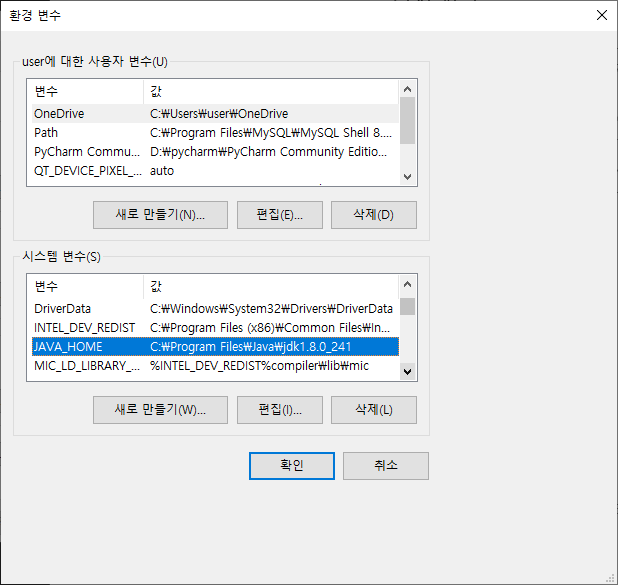 환경 변수
user에 대한 사용자 변수(U)
변수 값
OneDrive C:₩Users₩user₩OneDrive
Path C:₩Program Files₩MySQL₩MySQL Shell 8....
PyCharm Commu... D:₩pycharm₩PyCharm Community Editio...
QT_DEVICE_PIXEL_... auto
새로 만들기(N)... 편집(E)... 삭제(D)
시스템 변수(S)
변수 값
DriverData C:₩Windows₩System32₩Drivers₩DriverData
INTEL_DEV_REDIST C:₩Program Files (x86)₩Common Files₩In...
JAVA_HOME C:₩Program Files₩Java₩jdk1.8.0_241
MIC_LD_LIBRARY_... %INTEL_DEV_REDIST%compiler₩lib₩mic
새로 만들기(W)... 편집(I)... 삭제(L)
확인 취소